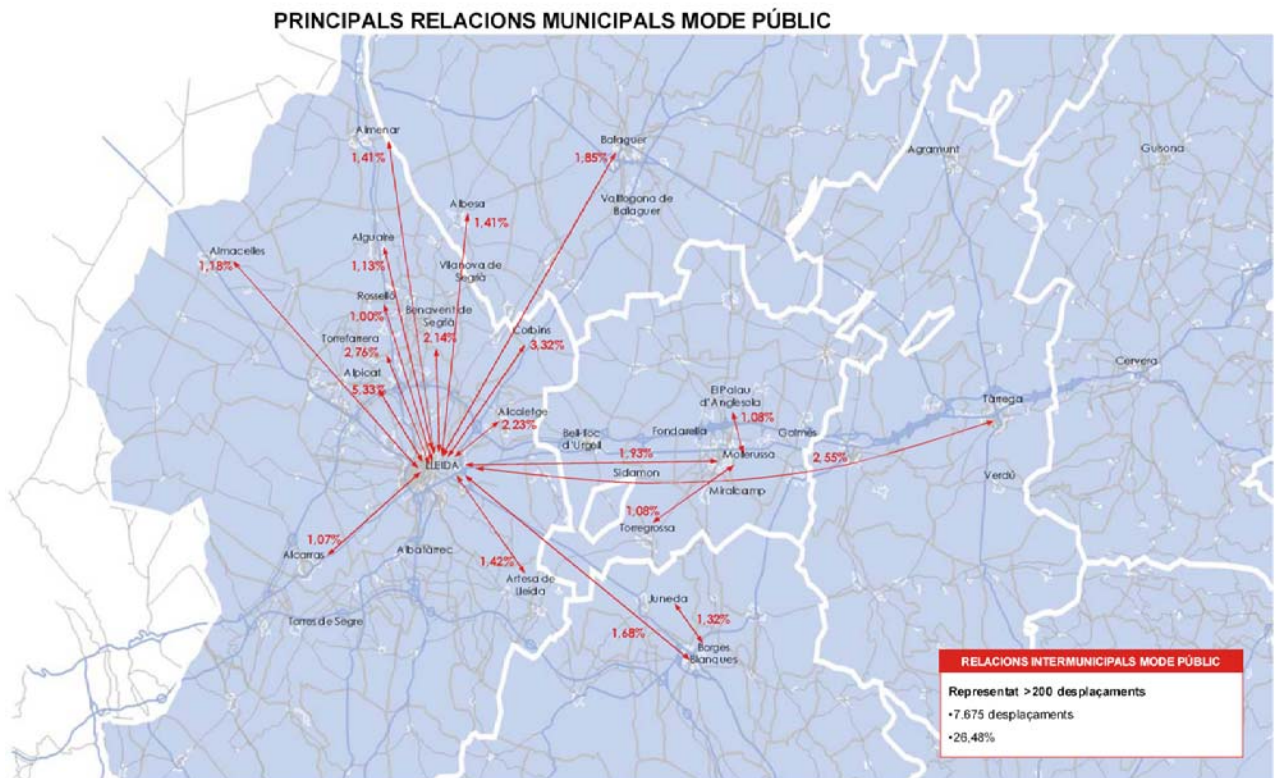 PRINCIPALS RELACIONS MUNICIPALS MODE PÚBLIC
Almenar
1,41%
Balaguer
1,85%
Agramunt
Guisona
Vallfogona de
Balaguer
Albesa
1,41%
Alguaire
1,13%
Almacelles
1,18%
Vilanova de
Segrià
Rosselló
1,00%
Benavent de
Segrià
2,14%
Corbins
3,32%
Torrefarrera
2,76%
Alpicat
5,33%
Cervera
El Palau
d'Anglesola
1,08%
Tàrrega
Alcoletge
2,23%
Bell-lloc
d'Urgell
Fondarella
Golmés
1,93%
Mollerussa
2,55%
LLEIDA
Sidamon
Miralcamp
Verdú
1,08%
Torregrossa
1,07%
Alcarras
Albatàrrec
1,42%
Artesa de
Lleida
Juneda
1,32%
Torres de Segre
1,68%
Borges
Blanques
RELACIONS INTERMUNICIPALS MODE PÚBLIC
Representat >200 desplaçaments
•7.675 desplaçaments
•26,48%